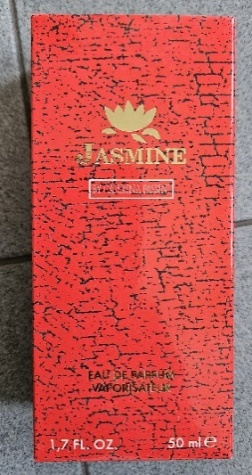 JASMINE
EAU DE PARFUM
VAPORISATEUR
1,7 FL. OZ. 50 ml e